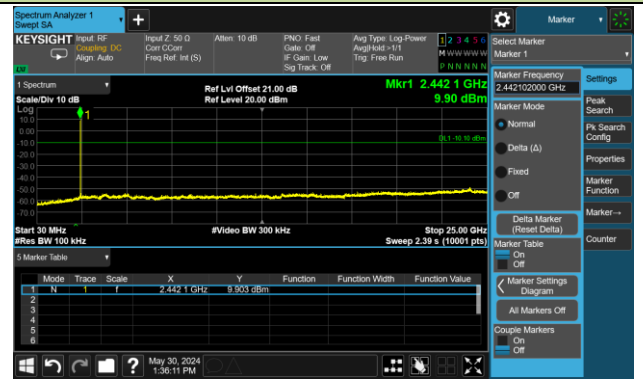 Spectrum Analyzer 1
Swept SA
Marker
KEYSIGHT
Input: RF
Coupling: DC
Align: Auto
Input Z: 50 Ω
Corr CCorr
Freq Ref: Int (S)
Atten: 10 dB
PNO: Fast
Gate: Off
IF Gain: Low
Sig Track: Off
Avg Type: Log-Power
Avg|Hold:>1/1
Trig: Free Run
1 2 3 4 5 6
M W W W W W
P N N N N N
LXI
Select Marker
Marker 1
1 Spectrum
Scale/Div 10 dB
Ref Lvl Offset 21.00 dB
Ref Level 20.00 dBm
Mkr1 2.442 1 GHz
9.90 dBm
Log
10.0
0.00
-10.0
-20.0
-30.0
-40.0
-50.0
-60.0
-70.0
1
DL1 -10.10 dBm
Start 30 MHz
#Res BW 100 kHz
#Video BW 300 kHz
Stop 25.00 GHz
Sweep 2.39 s (10001 pts)
5 Marker Table
Mode Trace Scale X Y Function Function Width Function Value
1 N 1 f 2.442 1 GHz 9.903 dBm
2
3
4
5
6
Marker Frequency
2.442102000 GHz
Marker Mode
Normal
Delta (Δ)
Fixed
Off
Delta Marker
(Reset Delta)
Marker Table
On
Off
Marker Settings
Diagram
All Markers Off
Couple Markers
On
Off
Settings
Peak
Search
Pk Search
Config
Properties
Marker
Function
Marker→
Counter
?
May 30, 2024
1:36:11 PM